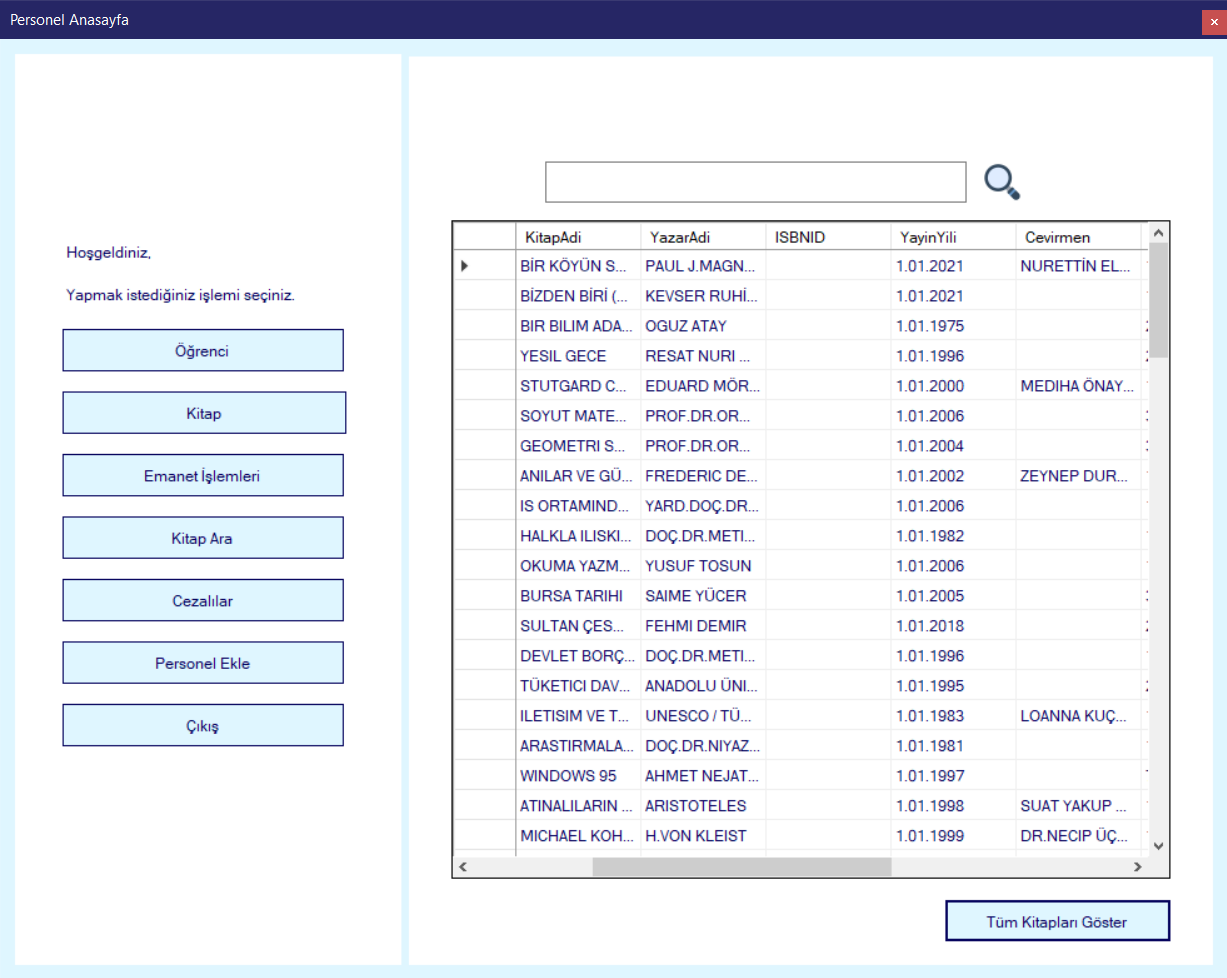 Personel Anasayfa
Hoşgeldiniz,
Yapmak istediğiniz işlemi seçiniz.
Öğrenci
Kitap
Emanet İşlemleri
Kitap Ara
Cezalılar
Personel Ekle
Çıkış
KitapAdi YazarAdi ISBNID YayinYili Cevirmen
BİR KÖYÜN S... PAUL J.MAGN... 1.01.2021 NURETTİN EL...
BİZDEN BİRİ (... KEVSER RUHİ... 1.01.2021
BIR BILIM ADA... OGUZ ATAY 1.01.1975
YESIL GECE RESAT NURI ... 1.01.1996
STUTGARD C... EDUARD MÖR... 1.01.2000 MEDIHA ÖNAY...
SOYUT MATE... PROF.DR.OR... 1.01.2006
GEOMETRI S... PROF.DR.OR... 1.01.2004
ANILAR VE GÜ... FREDERIC DE... 1.01.2002 ZEYNEP DUR...
IS ORTAMIND... YARD.DOÇ.DR... 1.01.2006
HALKLA ILISKI... DOÇ.DR.METI... 1.01.1982
OKUMA YAZM... YUSUF TOSUN 1.01.2006
BURSA TARIHI SAIME YÜCER 1.01.2005
SULTAN ÇES... FEHMI DEMIR 1.01.2018
DEVLET BORÇ... DOÇ.DR.METI... 1.01.1996
TÜKETICI DAV... ANADOLU ÜNI... 1.01.1995
ILETISIM VE T... UNESCO / TÜ... 1.01.1983 LOANNA KUÇ...
ARASTIRMALA... DOÇ.DR.NIYAZ... 1.01.1981
WINDOWS 95 AHMET NEJAT... 1.01.1997
ATINALILARIN ... ARISTOTELES 1.01.1998 SUAT YAKUP ...
MICHAEL KOH... H.VON KLEIST 1.01.1999 DR.NECIP ÜÇ...
Tüm Kitapları Göster